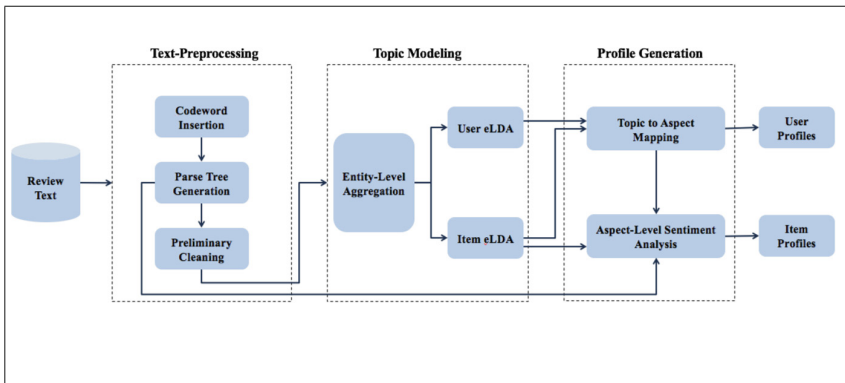 Text-Preprocessing
Topic Modeling
Profile Generation
Review
Text
Codeword
Insertion
Parse Tree
Generation
Preliminary
Cleaning
Entity-Level
Aggregation
User eLDA
Item eLDA
Topic to Aspect
Mapping
Aspect-Level Sentiment
Analysis
User
Profiles
Item
Profiles